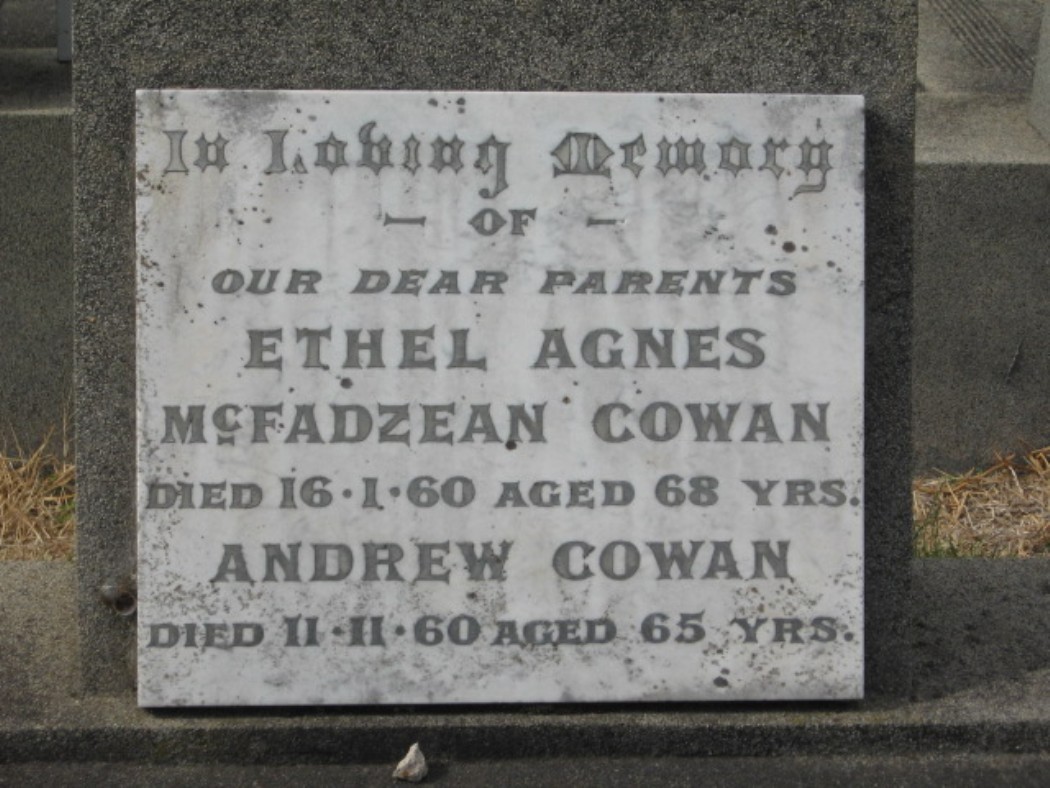 In Loving Memory
— OF —
OUR DEAR PARENTS
ETHEL AGNES
McFADZEAN COWAN
DIED 16·1·60 AGED 68 YRS.
ANDREW COWAN
DIED 11·11·60 AGED 65 YRS.